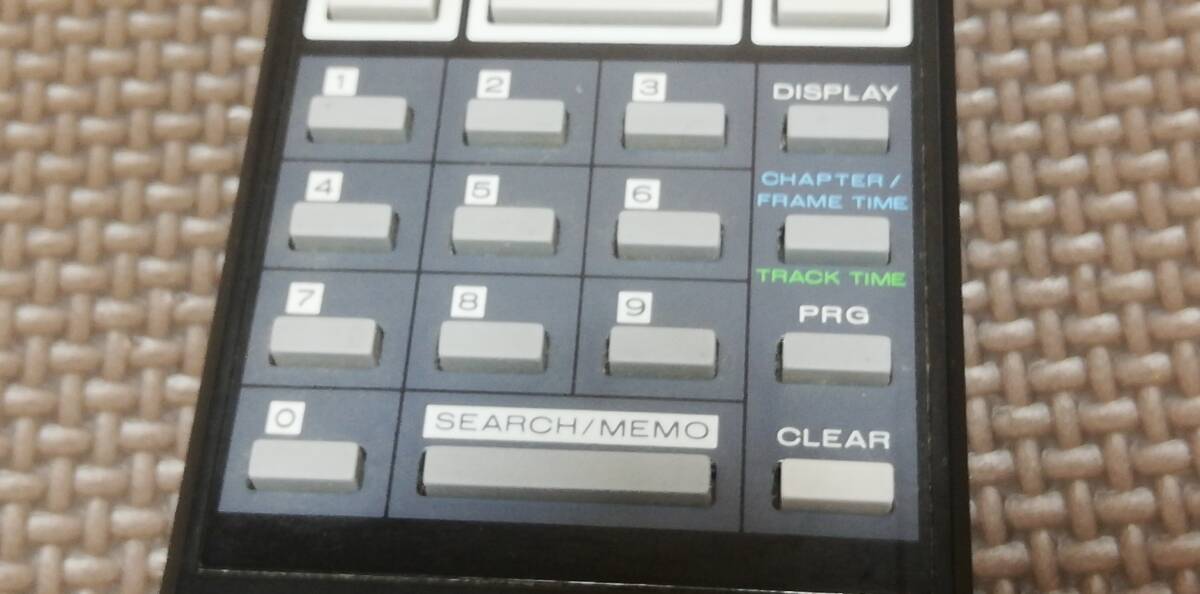 1
2
3
DISPLAY
4
5
6
CHAPTER/
FRAME TIME
TRACK TIME
7
8
9
PRG
0
SEARCH/MEMO
CLEAR